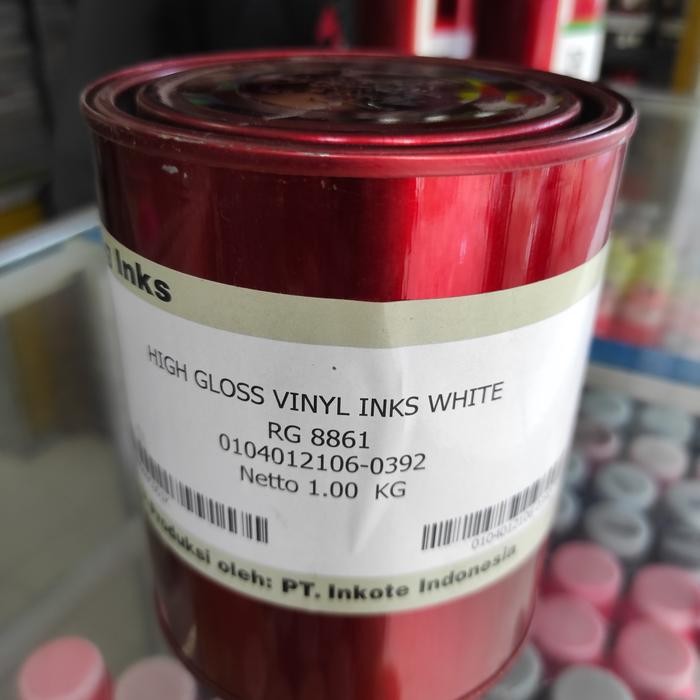 Inks
HIGH GLOSS VINYL INKS WHITE
RG 8861
0104012106-0392
Netto 1.00 KG
Produksi oleh: PT. Inkote Indonesia